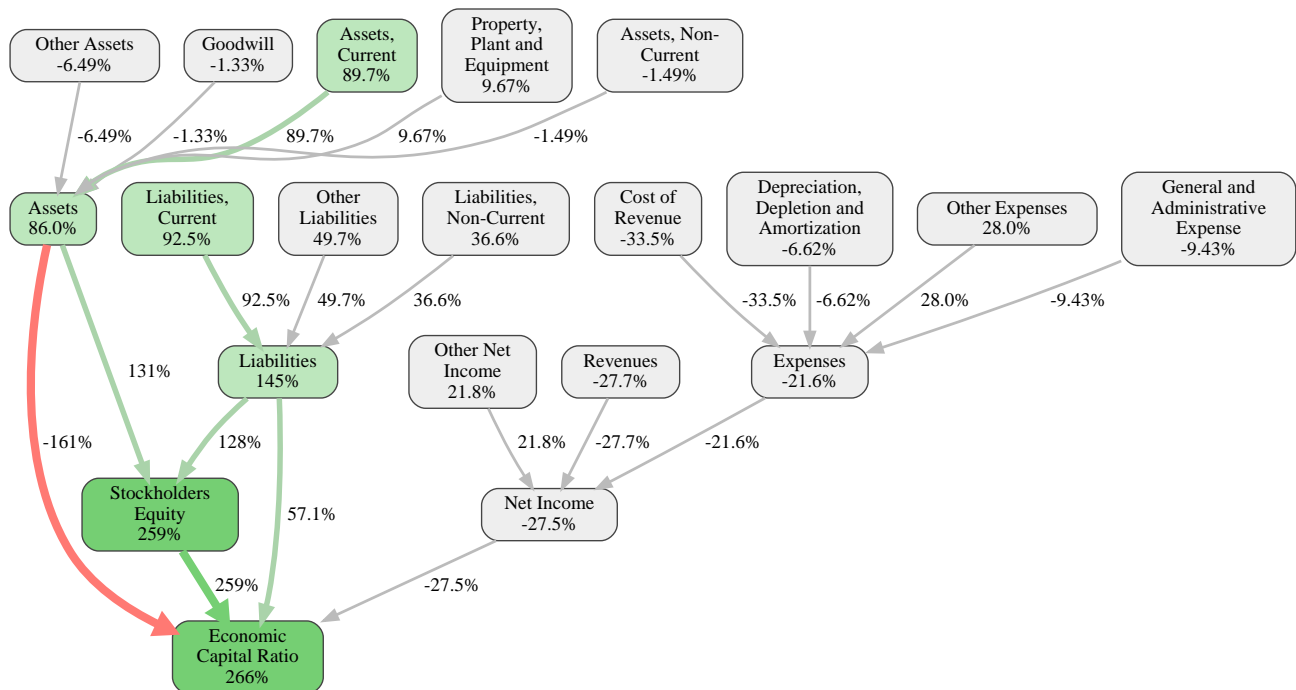 Other Assets
-6.49%
Goodwill
-1.33%
Assets,
Current
89.7%
Property,
Plant and
Equipment
9.67%
Assets, Non-
Current
-1.49%
-6.49%
-1.33%
89.7%
9.67%
-1.49%
Assets
86.0%
Liabilities,
Current
92.5%
Other
Liabilities
49.7%
Liabilities,
Non-Current
36.6%
Cost of
Revenue
-33.5%
Depreciation,
Depletion and
Amortization
-6.62%
Other Expenses
28.0%
General and
Administrative
Expense
-9.43%
92.5%
49.7%
36.6%
-33.5%
-6.62%
28.0%
-9.43%
131%
Liabilities
145%
Other Net
Income
21.8%
Revenues
-27.7%
Expenses
-21.6%
-161%
128%
21.8%
-27.7%
-21.6%
Stockholders
Equity
259%
57.1%
Net Income
-27.5%
259%
-27.5%
Economic
Capital Ratio
266%